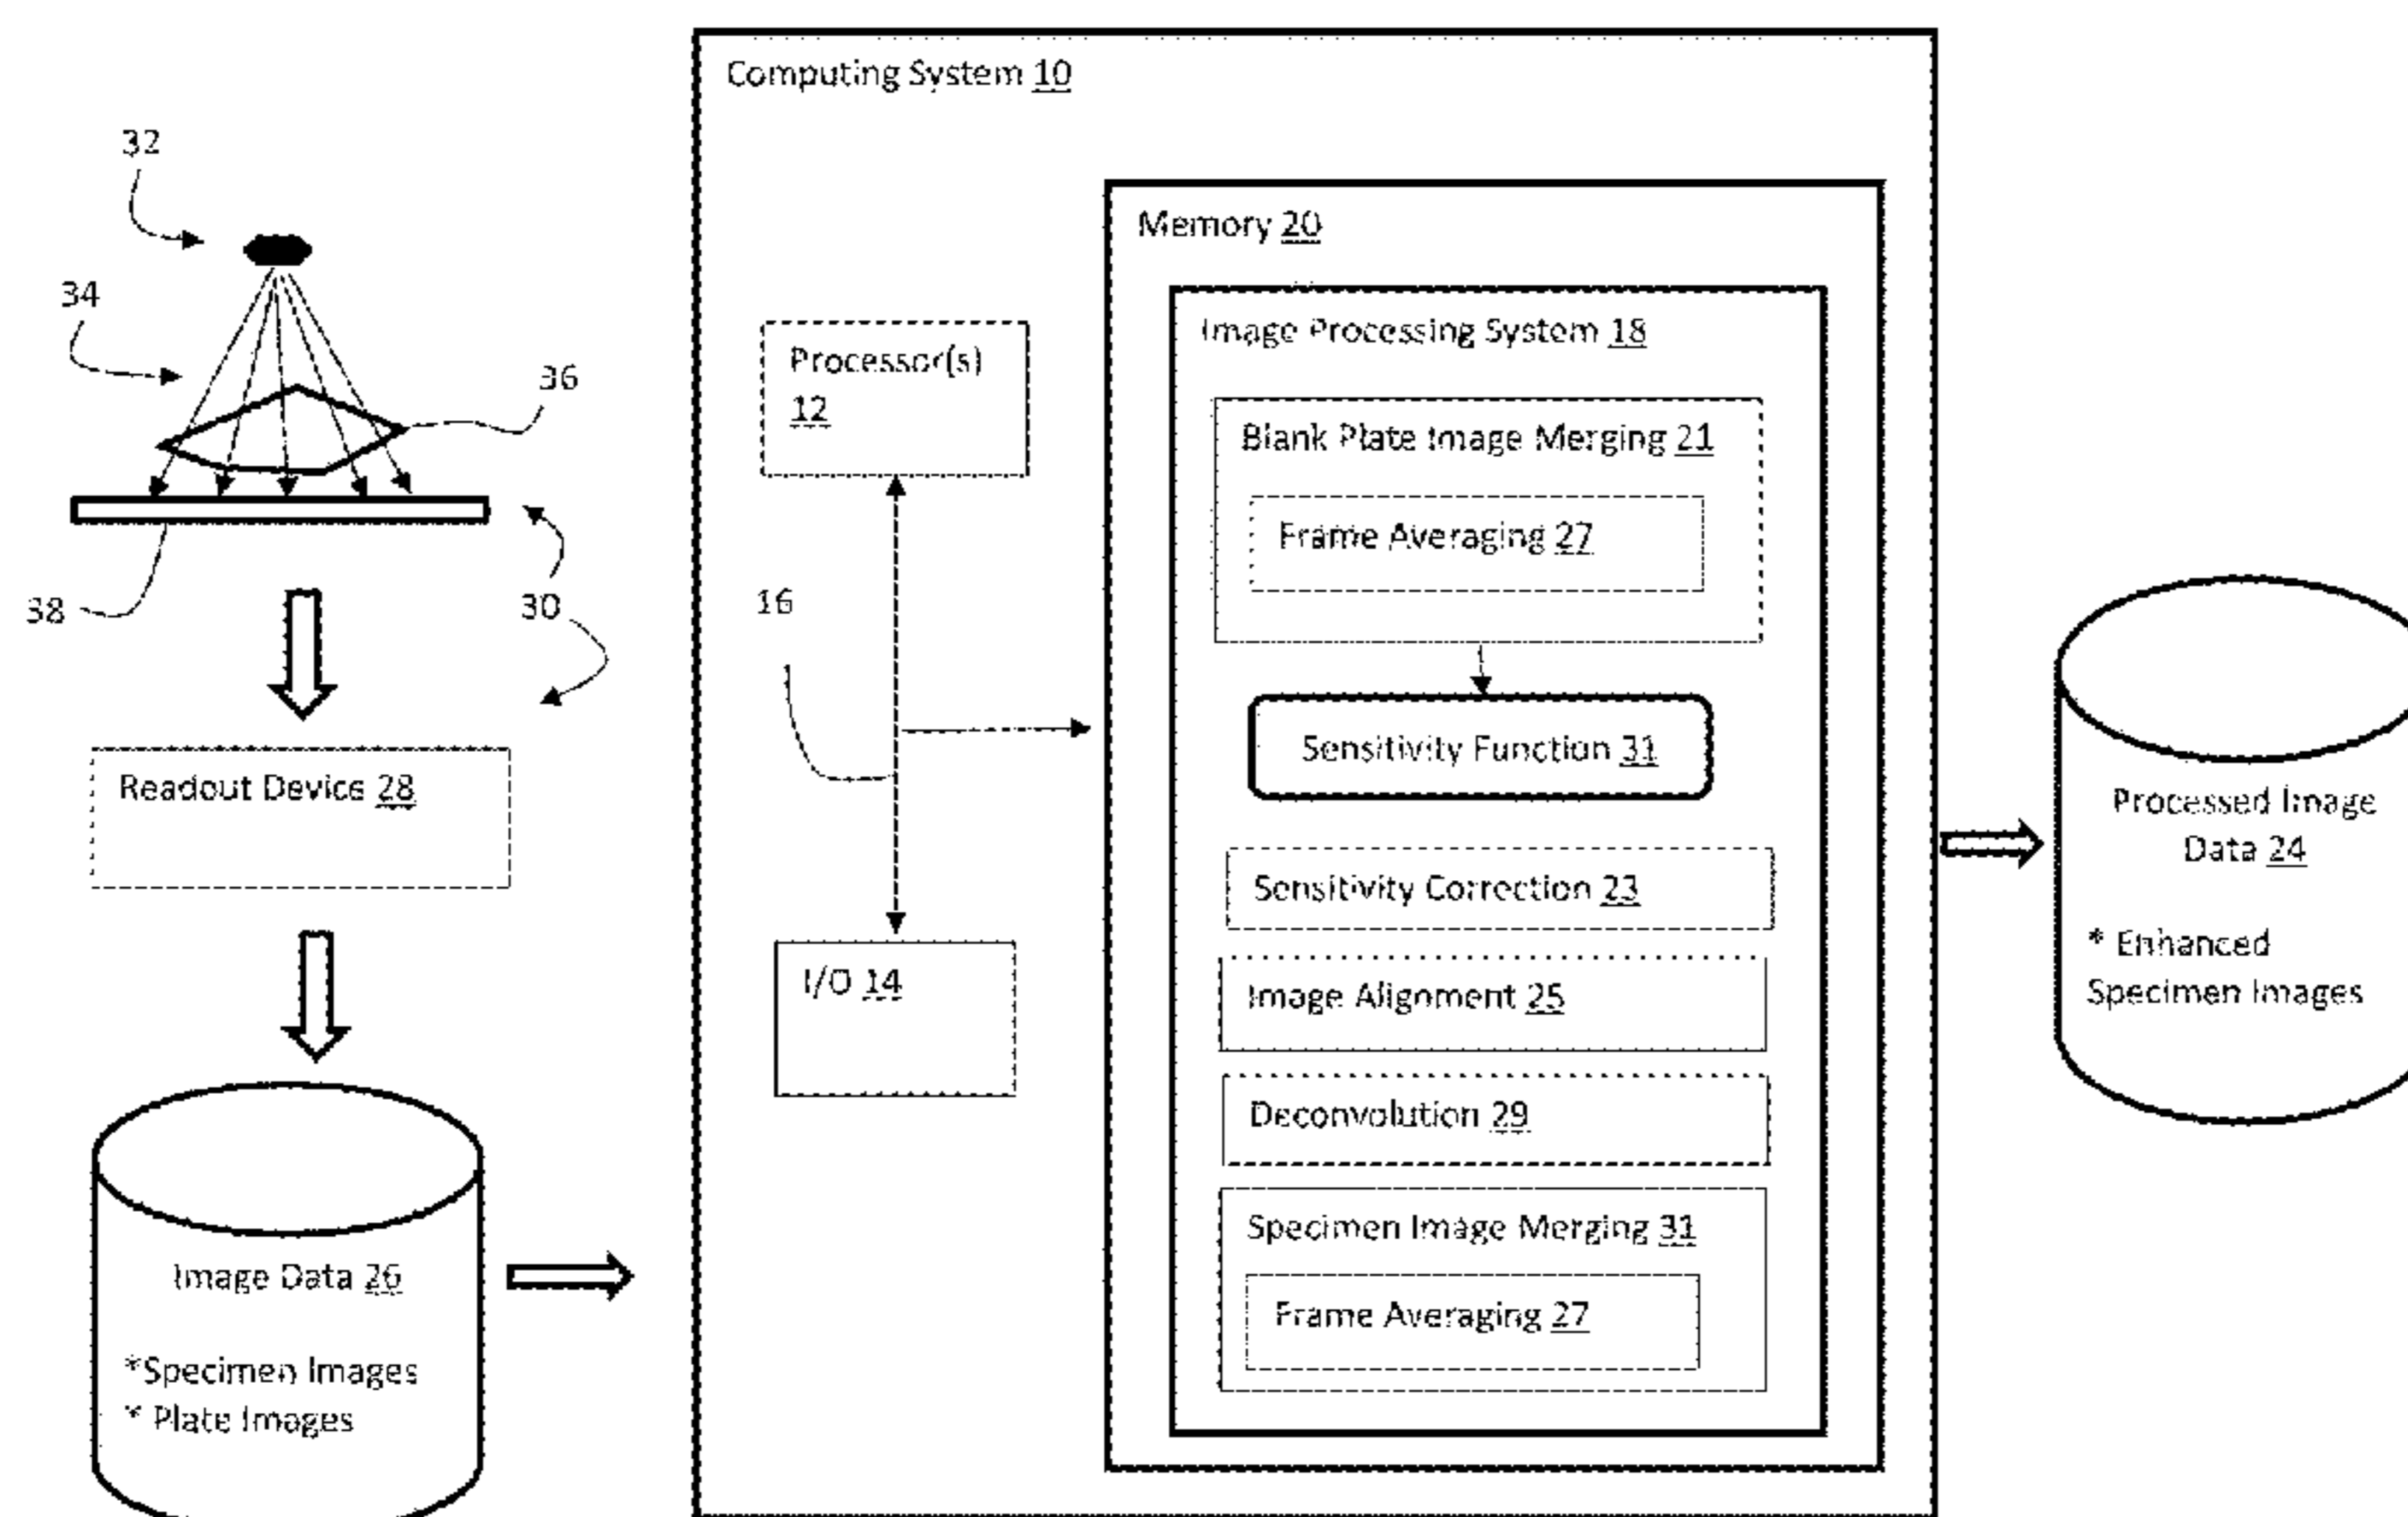 Computing System 10
32
34
36
38
30
Readout Device 28
Image Data 26
*Specimen Images
* Plate Images
Processor(s)
12
16
I/O 14
Memory 20
Image Processing System 18
Blank Plate Image Merging 21
Frame Averaging 27
Sensitivity Function 31
Sensitivity Correction 23
Image Alignment 25
Deconvolution 29
Specimen Image Merging 31
Frame Averaging 27
Processed Image
Data 24
* Enhanced
Specimen Images